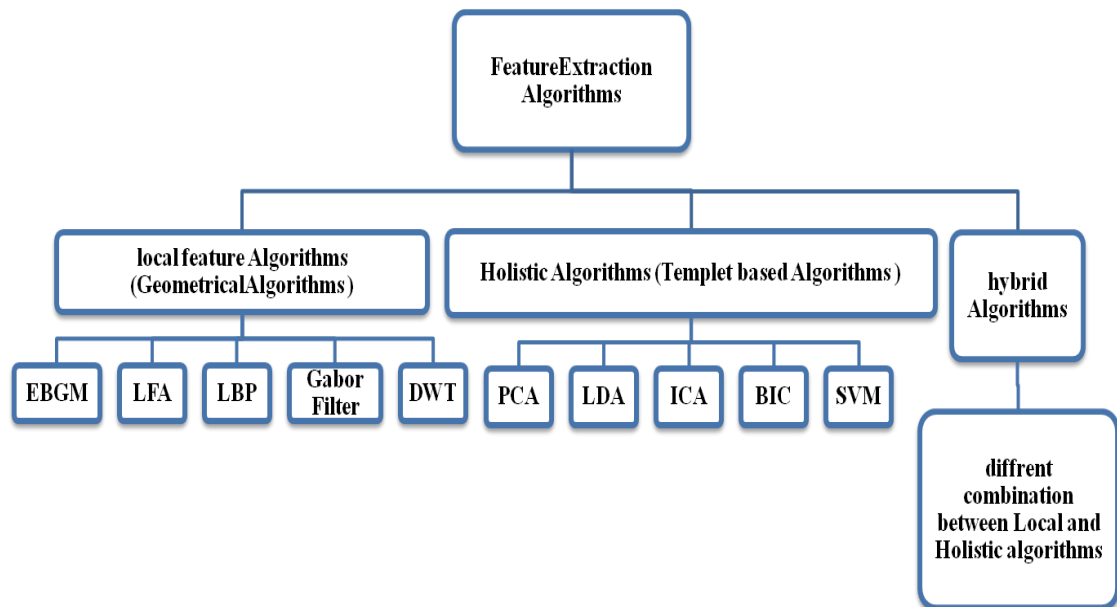 FeatureExtraction
Algorithms
local feature Algorithms
(GeometricalAlgorithms)
Holistic Algorithms (Templet based Algorithms )
hybrid
Algorithms
EBGM
LFA
LBP
Gabor
Filter
DWT
PCA
LDA
ICA
BIC
SVM
diffrent
combination
between Local and
Holistic algorithms